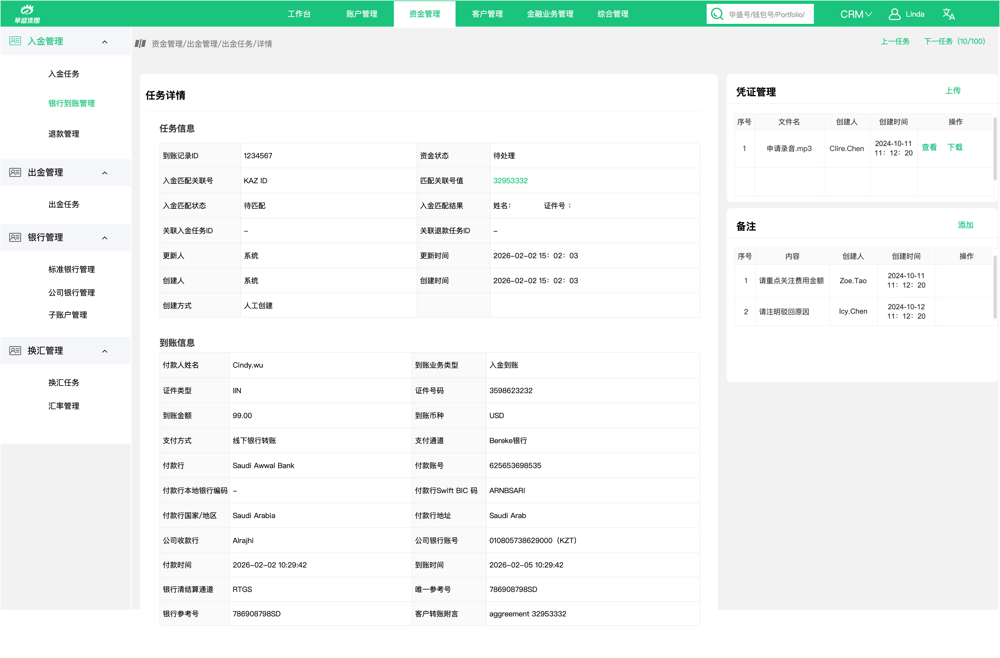 華盛集團
工作台 账户管理 资金管理 客户管理 金融业务管理 综合管理
华盛号/钱包号/Portfolio/
CRM Linda
入金管理
入金任务
银行到账管理
退款管理
出金管理
出金任务
银行管理
标准银行管理
公司银行管理
子账户管理
换汇管理
换汇任务
汇率管理
资金管理/出金管理/出金任务/详情
上一任务 下一任务（10/100）
任务详情
任务信息
到账记录ID 1234567 资金状态 待处理
入金匹配关联号 KAZ ID 匹配关联号值 32953332
入金匹配状态 待匹配 入金匹配结果 姓名： 证件号：
关联入金任务ID – 关联退款任务ID –
更新人 系统 更新时间 2026–02–02 15：02：03
创建人 系统 创建时间 2026–02–02 15：02：03
创建方式 人工创建
到账信息
付款人姓名 Cindy.wu 到账业务类型 入金到账
证件类型 IIN 证件号码 3598623232
到账金额 99.00 到账币种 USD
支付方式 线下银行转账 支付通道 Bereke银行
付款行 Saudi Awwal Bank 付款账号 625653698535
付款行本地银行编码 – 付款行Swift BIC 码 ARNBSARI
付款行国家/地区 Saudi Arabia 付款行地址 Saudi Arab
公司收款行 Alrajhi 公司银行账号 010805738629000（KZT）
付款时间 2026–02–02 10:29:42 到账时间 2026–02–05 10:29:42
银行清结算通道 RTGS 唯一参考号 786908798SD
银行参考号 786908798SD 客户转账附言 aggreement 32953332
凭证管理 上传
序号 文件名 创建人 创建时间 操作
1 申请录音.mp3 Clire.Chen 2024-10-11 11：12：20 查看 下载
备注 添加
序号 内容 创建人 创建时间 操作
1 请重点关注费用金额 Zoe.Tao 2024-10-11 11：12：20
2 请注明驳回原因 Icy.Chen 2024-10-12 11：12：20